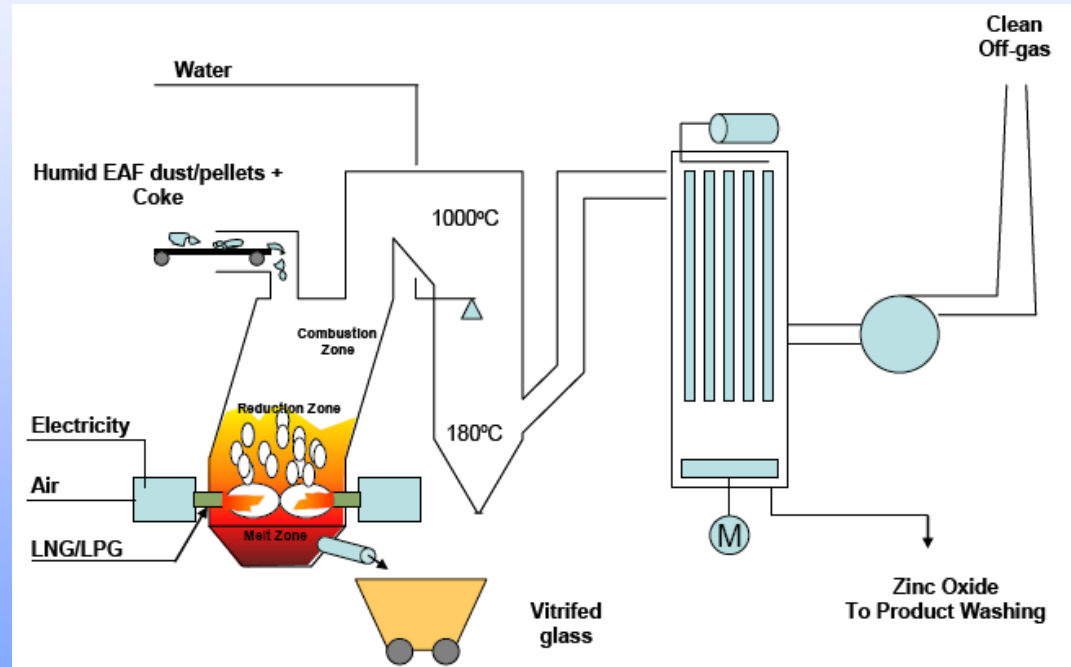 Clean
Off-gas
Water
Humid EAF dust/pellets +
Coke
1000ºC
Combustion
Zone
Reduction Zone
Electricity
180ºC
Air
Melt Zone
LNG/LPG
M
Vitrifed
glass
Zinc Oxide
To Product Washing